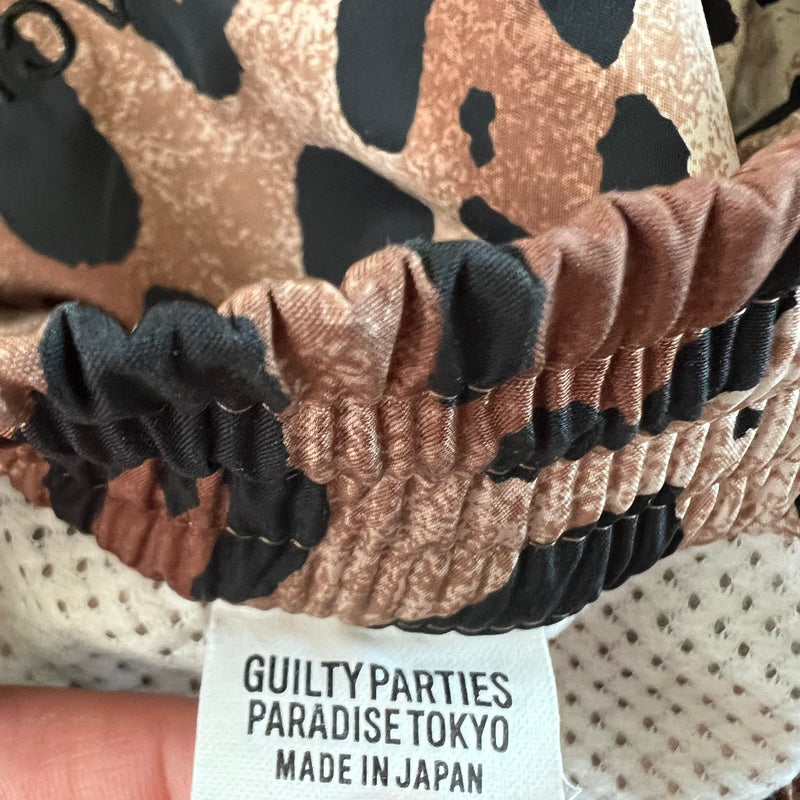 GUILTY PARTIES
PARADISE TOKYO
MADE IN JAPAN